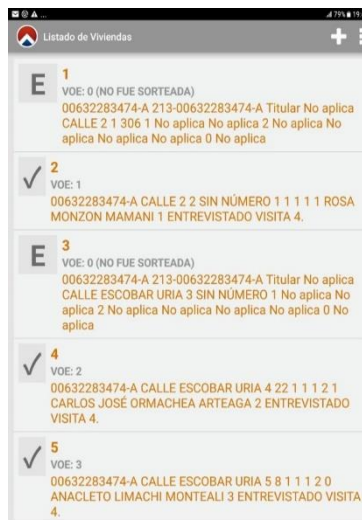 79% 19:
Listado de Viviendas
E 1
VOE: 0 (NO FUE SORTEADA)
00632283474-A 213-00632283474-A Titular No aplica
CALLE 2 1 306 1 No aplica No aplica 2 No aplica No
aplica No aplica No aplica 0 No aplica
2
VOE: 1
00632283474-A CALLE 2 2 SIN NÚMERO 1 1 1 1 1 ROSA
MONZON MAMANI 1 ENTREVISTADO VISITA 4.
E 3
VOE: 0 (NO FUE SORTEADA)
00632283474-A 213-00632283474-A Titular No aplica
CALLE ESCOBAR URIA 3 SIN NÚMERO 1 No aplica No
aplica 2 No aplica No aplica No aplica No aplica 0 No
aplica
4
VOE: 2
00632283474-A CALLE ESCOBAR URIA 4 22 1 1 1 2 1
CARLOS JOSÉ ORMACHEA ARTEAGA 2 ENTREVISTADO
VISITA 4.
5
VOE: 3
00632283474-A CALLE ESCOBAR URIA 5 8 1 1 1 2 0
ANACLETO LIMACHI MONTEALI 3 ENTREVISTADO VISITA
4.